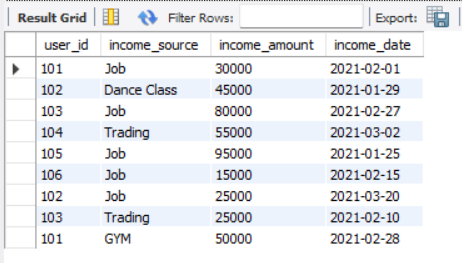 Result Grid Filter Rows: Export:
user_id income_source income_amount income_date
101 Job 30000 2021-02-01
102 Dance Class 45000 2021-01-29
103 Job 80000 2021-02-27
104 Trading 55000 2021-03-02
105 Job 95000 2021-01-25
106 Job 15000 2021-02-15
102 Job 25000 2021-03-20
103 Trading 25000 2021-02-10
101 GYM 50000 2021-02-28